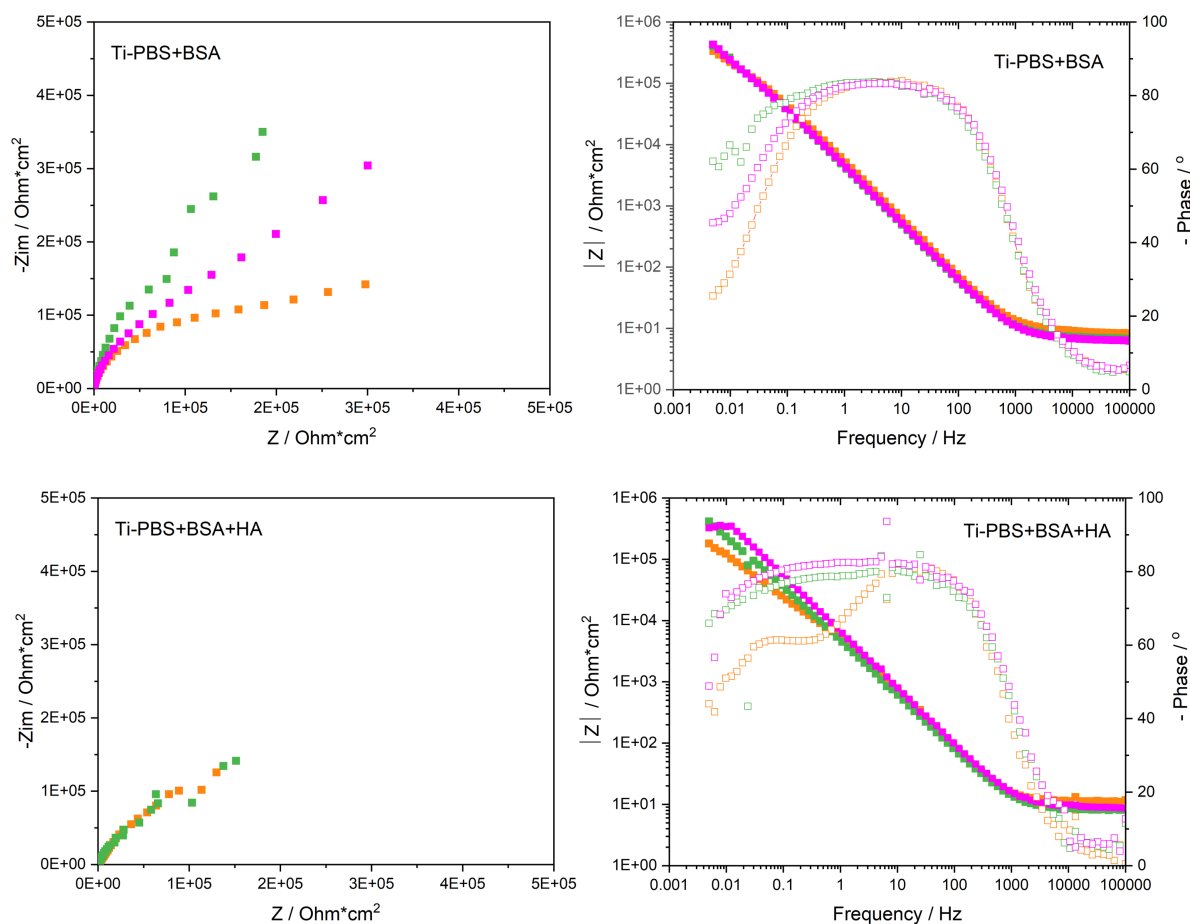 5E+05
4E+05
3E+05
2E+05
1E+05
0E+00
-Zim / Ohm*cm²
Ti-PBS+BSA
0E+00 1E+05 2E+05 3E+05 4E+05 5E+05
Z / Ohm*cm²
1E+06
1E+05
1E+04
1E+03
1E+02
1E+01
1E+00
|Z| / Ohm*cm²
Ti-PBS+BSA
100
80
60
40
20
0
- Phase / º
0.001 0.01 0.1 1 10 100 1000 10000 100000
Frequency / Hz
5E+05
4E+05
3E+05
2E+05
1E+05
0E+00
-Zim / Ohm*cm²
Ti-PBS+BSA+HA
0E+00 1E+05 2E+05 3E+05 4E+05 5E+05
Z / Ohm*cm²
1E+06
1E+05
1E+04
1E+03
1E+02
1E+01
1E+00
|Z| / Ohm*cm²
Ti-PBS+BSA+HA
100
80
60
40
20
0
- Phase / º
0.001 0.01 0.1 1 10 100 1000 10000 100000
Frequency / Hz